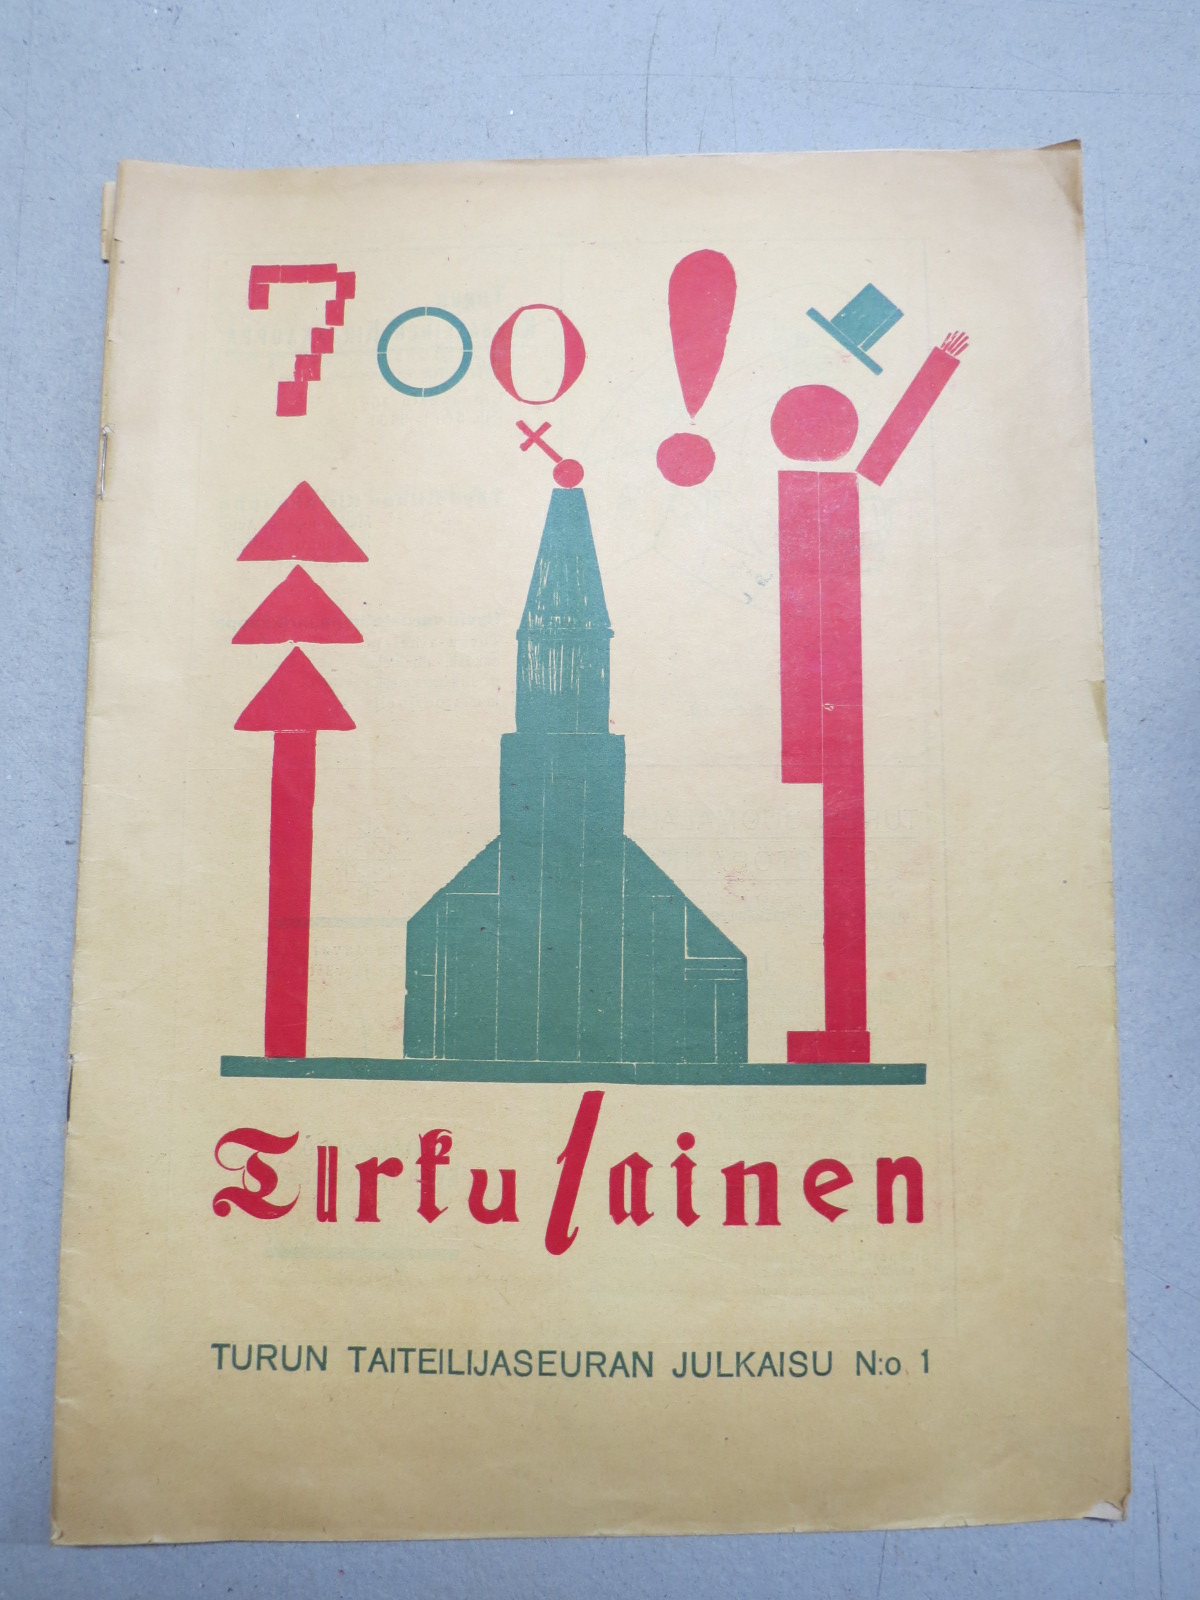 700!
Turkulainen
TURUN TAITEILIJASEURAN JULKAISU N:o 1